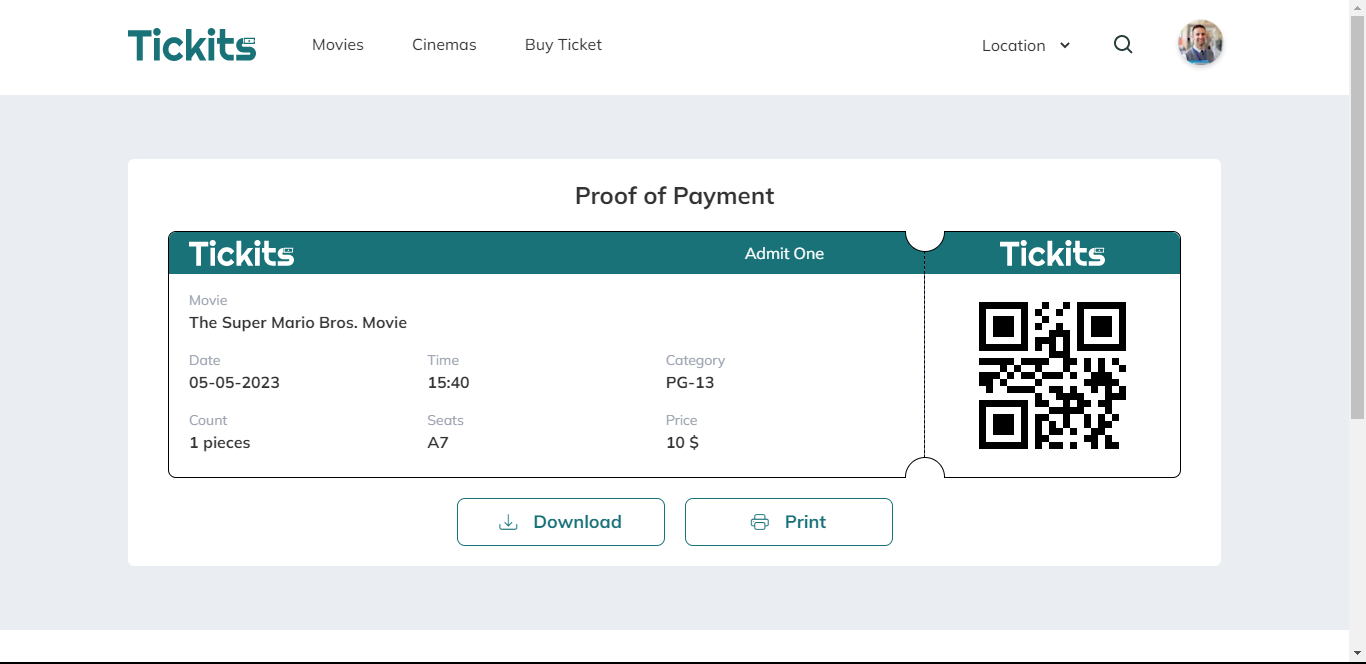 Tickits Movies Cinemas Buy Ticket Location
Proof of Payment
Tickits Admit One Tickits
Movie
The Super Mario Bros. Movie
Date Time Category
05-05-2023 15:40 PG-13
Count Seats Price
1 pieces A7 10 $
Download Print